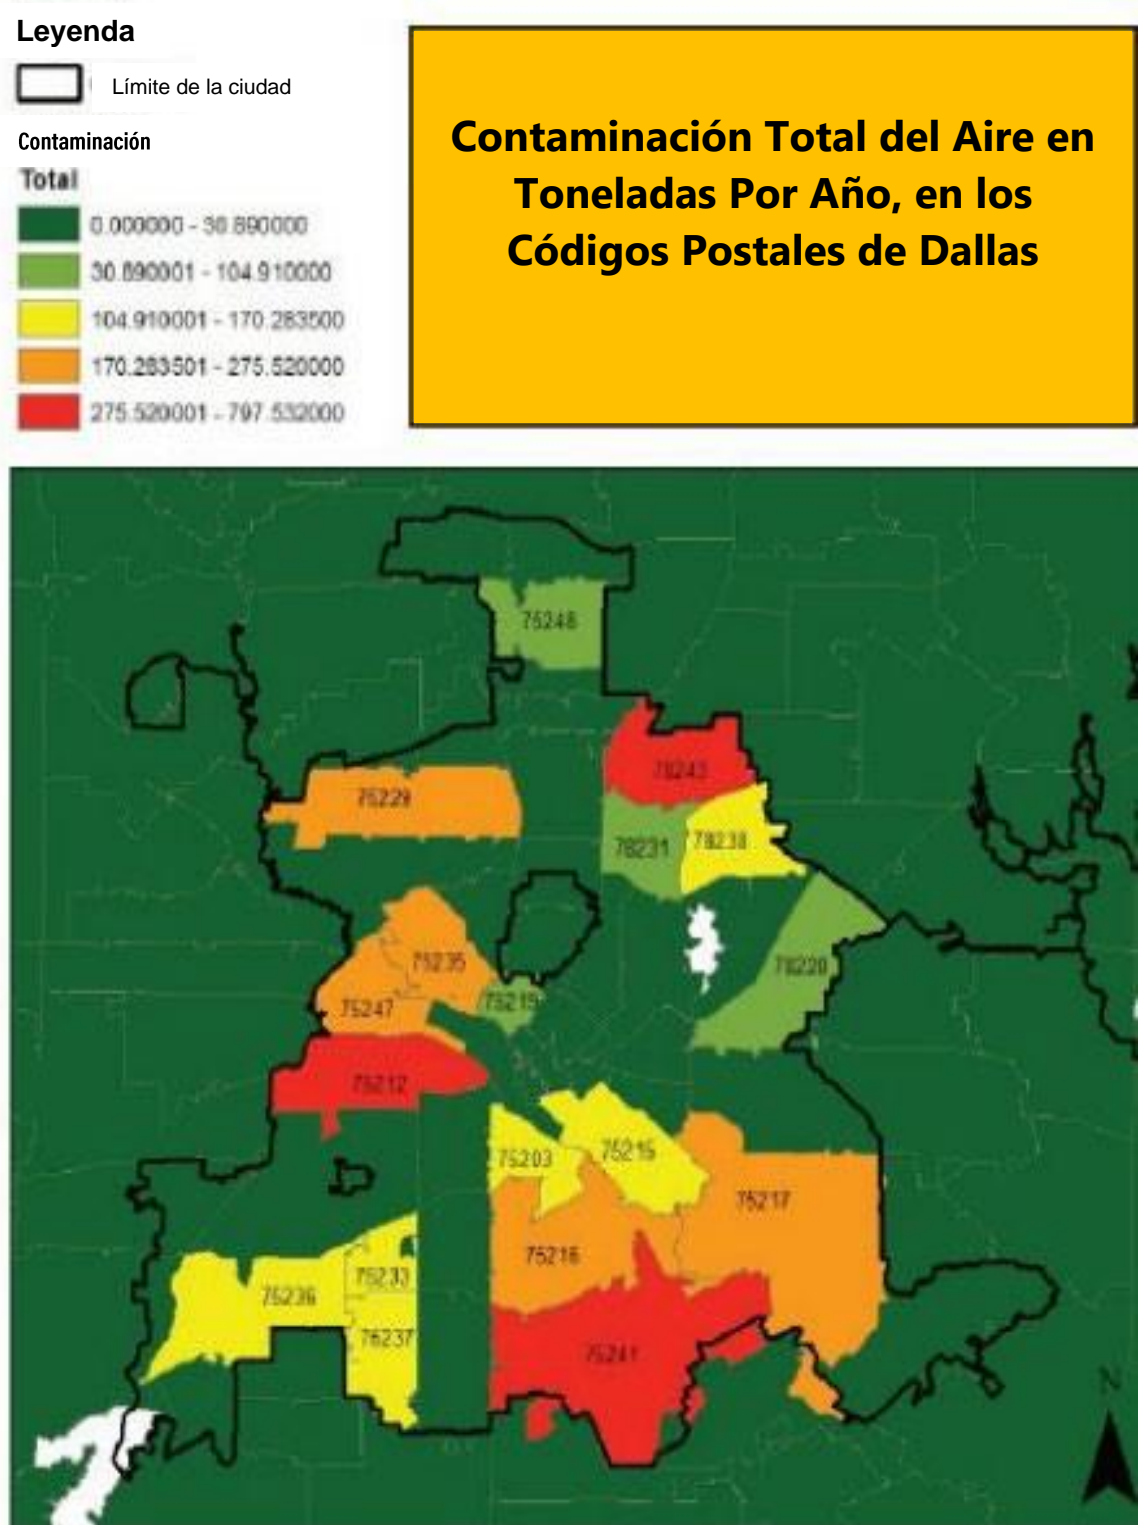 Leyenda
Límite de la ciudad
Contaminación
Total
0.000000 - 30.890000
30.890001 - 104.910000
104.910001 - 170.283500
170.283501 - 275.520000
275.520001 - 797.532000
Contaminación Total del Aire en
Toneladas Por Año, en los
Códigos Postales de Dallas
75248
75243
75229
75231
75238
75235
75228
75247
75219
75212
75203
75215
75217
75216
75233
75236
75237
75241
N